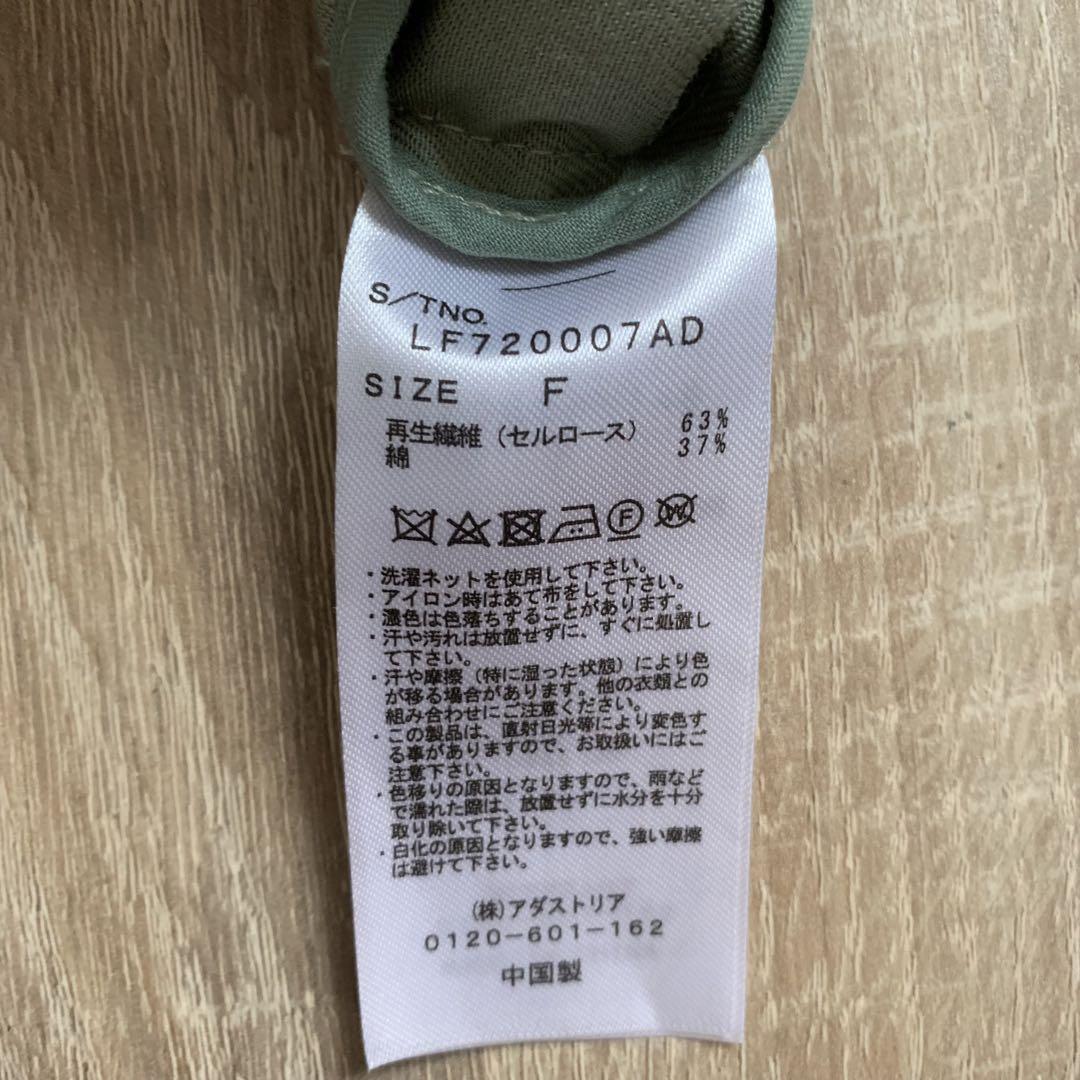 S/TNO.
LF720007AD
SIZE F
再生繊維（セルロース） 63%
綿 37%
F W
・洗濯ネットを使用して下さい。
・アイロン時はあて布をして下さい。
・濃色は色落ちすることがあります。
・汗や汚れは放置せずに、すぐに処置し
て下さい。
・汗や摩擦（特に湿った状態）により色
が移る場合があります。他の衣類との
組み合わせにご注意ください。
・この製品は、直射日光等により変色す
る事がありますので、お取扱いにはご
注意下さい。
・色移りの原因となりますので、雨など
で濡れた際は、放置せずに水分を十分
取り除いて下さい。
・白化の原因となりますので、強い摩擦
は避けて下さい。
(株)アダストリア
0120-601-162
中国製